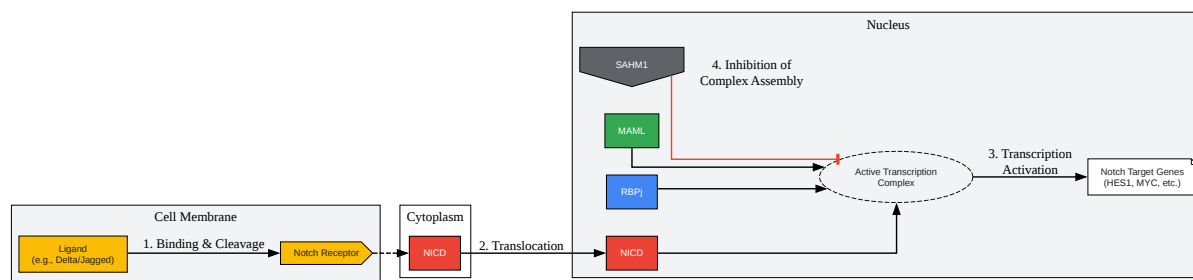 Nucleus
SAHM1
4. Inhibition of
Complex Assembly
MAML
RBPj
Active Transcription
Complex
3. Transcription
Activation
Notch Target Genes
(HES1, MYC, etc.)
Cell Membrane
Ligand
(e.g., Delta/Jagged)
1. Binding & Cleavage
Notch Receptor
Cytoplasm
NICD
2. Translocation
NICD